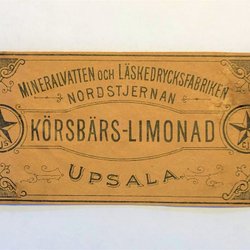 MINERALVATTEN OCH LÄSKEDRYCKSFABRIKEN
NORDSTJERNAN
KÖRSBÄRS-LIMONAD
UPSALA.